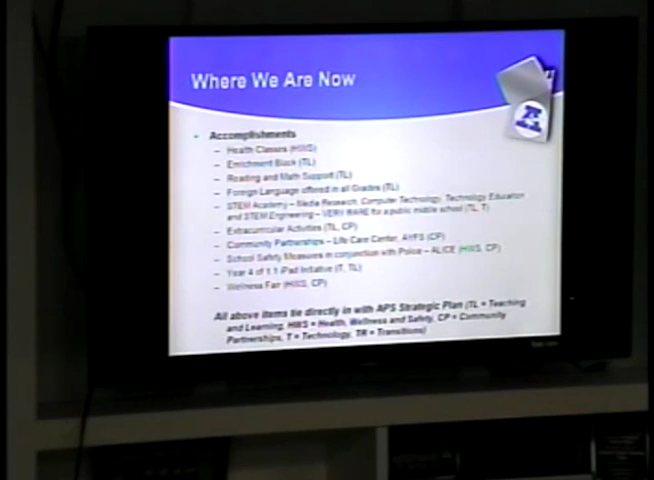 Where We Are Now
Accomplishments
– Health Classes (HWS)
– Enrichment Block (TL)
– Reading and Math Support (TL)
– Foreign Language offered in all Grades (TL)
– STEM Academy – Media Research, Computer Technology, Technology Education
and STEM Engineering – VERY RARE for a public middle school (TL, T)
– Extracurricular Activities (TL, CP)
– Community Partnerships – Life Care Center, AYFS (CP)
– School Safety Measures in conjunction with Police – ALICE (HWS, CP)
– Year 4 of 1:1 iPad Initiative (T, TL)
– Wellness Fair (HWS, CP)
All above items tie directly in with APS Strategic Plan (TL = Teaching
and Learning, HWS = Health, Wellness and Safety, CP = Community
Partnerships, T = Technology, TR = Transitions)